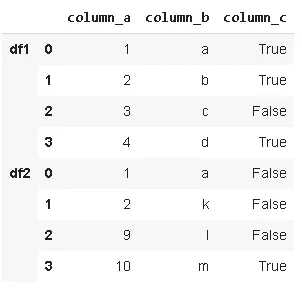 column_a column_b column_c
df1 0 1 a True
1 2 b True
2 3 c False
3 4 d True
df2 0 1 a False
1 2 k False
2 9 l False
3 10 m True